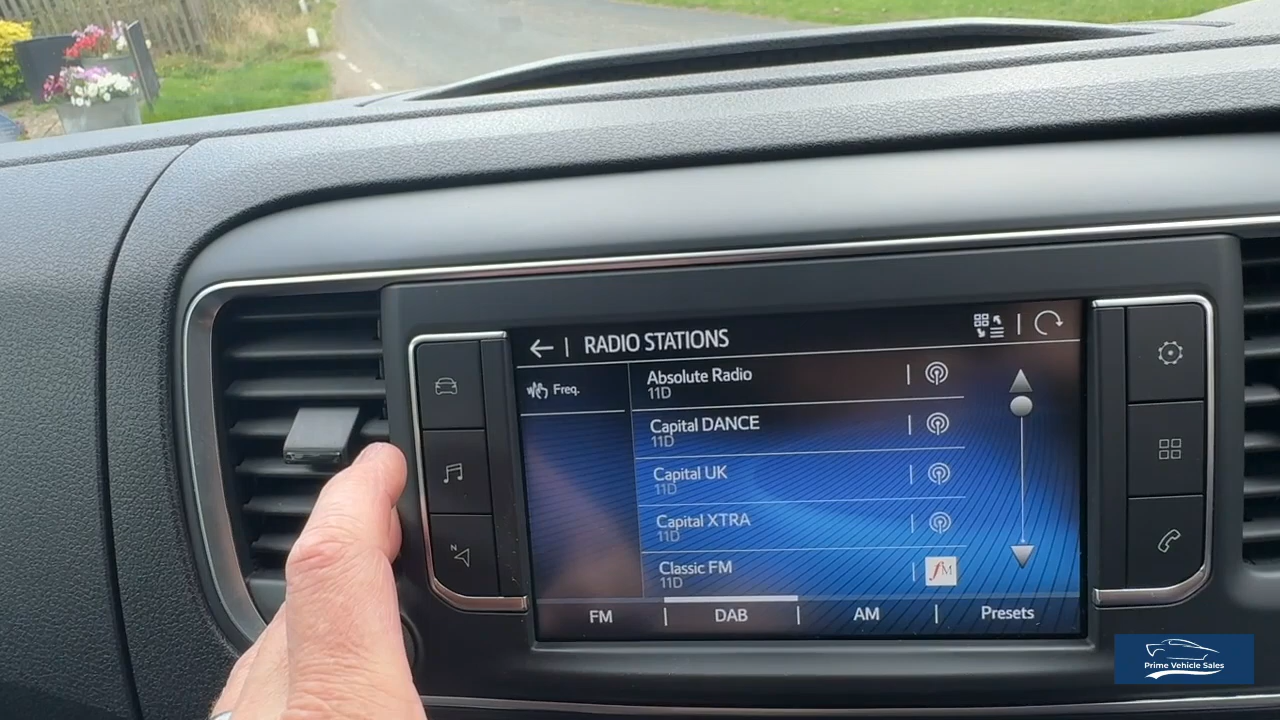 RADIO STATIONS
Freq.
Absolute Radio
11D
Capital DANCE
11D
Capital UK
11D
Capital XTRA
11D
Classic FM
11D
fM
N
FM | DAB | AM | Presets
Prime Vehicle Sales